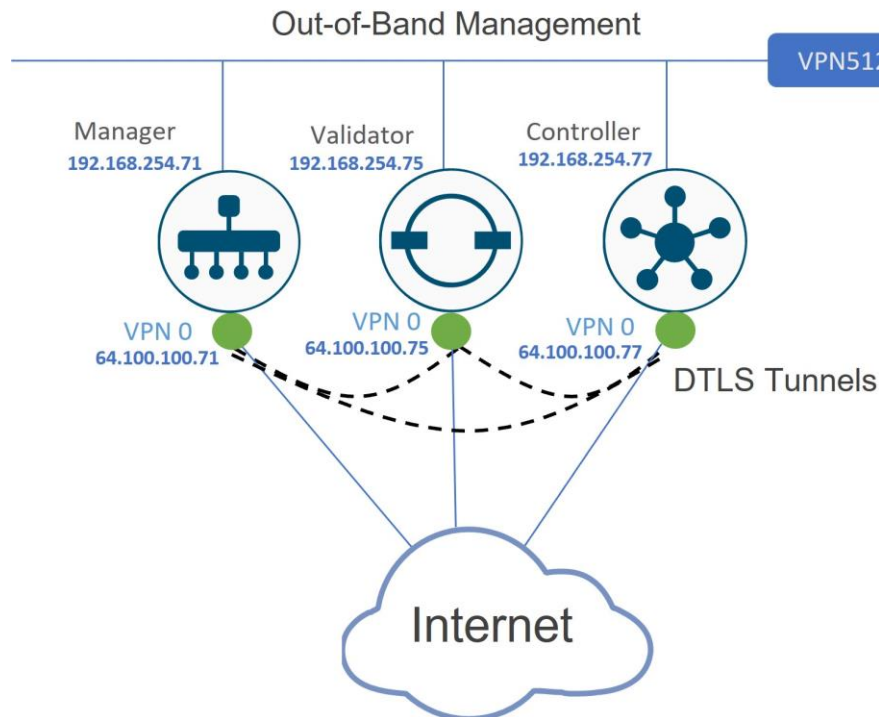 Out-of-Band Management
VPN512
Manager
192.168.254.71
Validator
192.168.254.75
Controller
192.168.254.77
VPN 0
64.100.100.71
VPN 0
64.100.100.75
VPN 0
64.100.100.77
DTLS Tunnels
Internet